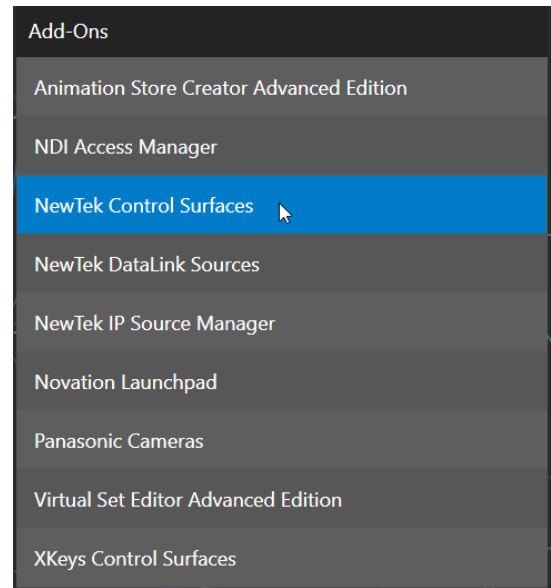 Add-Ons
Animation Store Creator Advanced Edition
NDI Access Manager
NewTek Control Surfaces
NewTek DataLink Sources
NewTek IP Source Manager
Novation Launchpad
Panasonic Cameras
Virtual Set Editor Advanced Edition
XKeys Control Surfaces